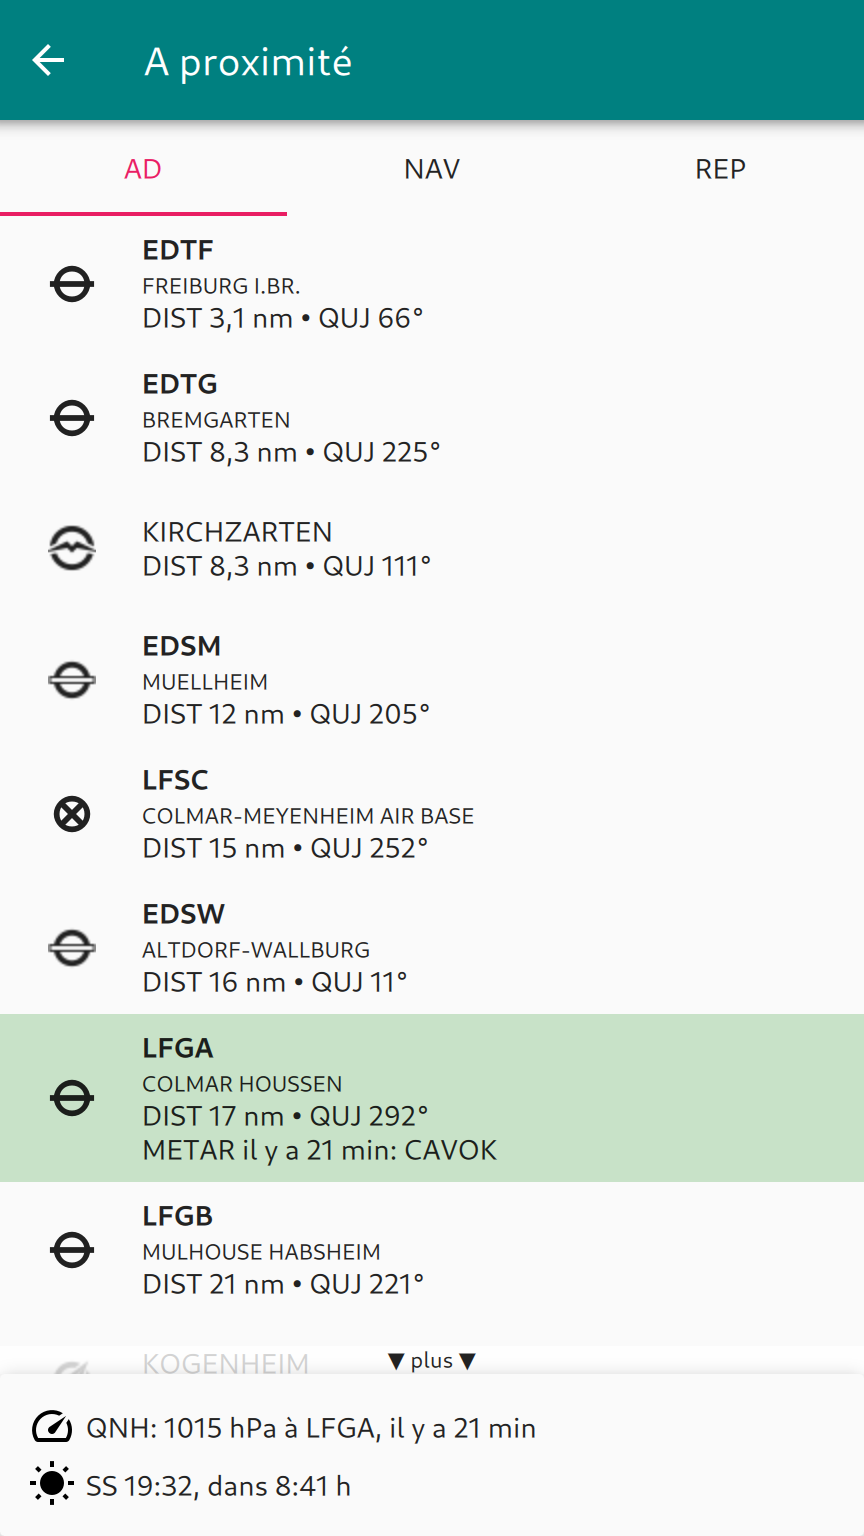 A proximité
AD NAV REP
EDTF
FREIBURG I.BR.
DIST 3,1 nm • QUJ 66°
EDTG
BREMGARTEN
DIST 8,3 nm • QUJ 225°
KIRCHZARTEN
DIST 8,3 nm • QUJ 111°
EDSM
MUELLHEIM
DIST 12 nm • QUJ 205°
LFSC
COLMAR-MEYENHEIM AIR BASE
DIST 15 nm • QUJ 252°
EDSW
ALTDORF-WALLBURG
DIST 16 nm • QUJ 11°
LFGA
COLMAR HOUSSEN
DIST 17 nm • QUJ 292°
METAR il y a 21 min: CAVOK
LFGB
MULHOUSE HABSHEIM
DIST 21 nm • QUJ 221°
KOGENHEIM
▼ plus ▼
QNH: 1015 hPa à LFGA, il y a 21 min
SS 19:32, dans 8:41 h